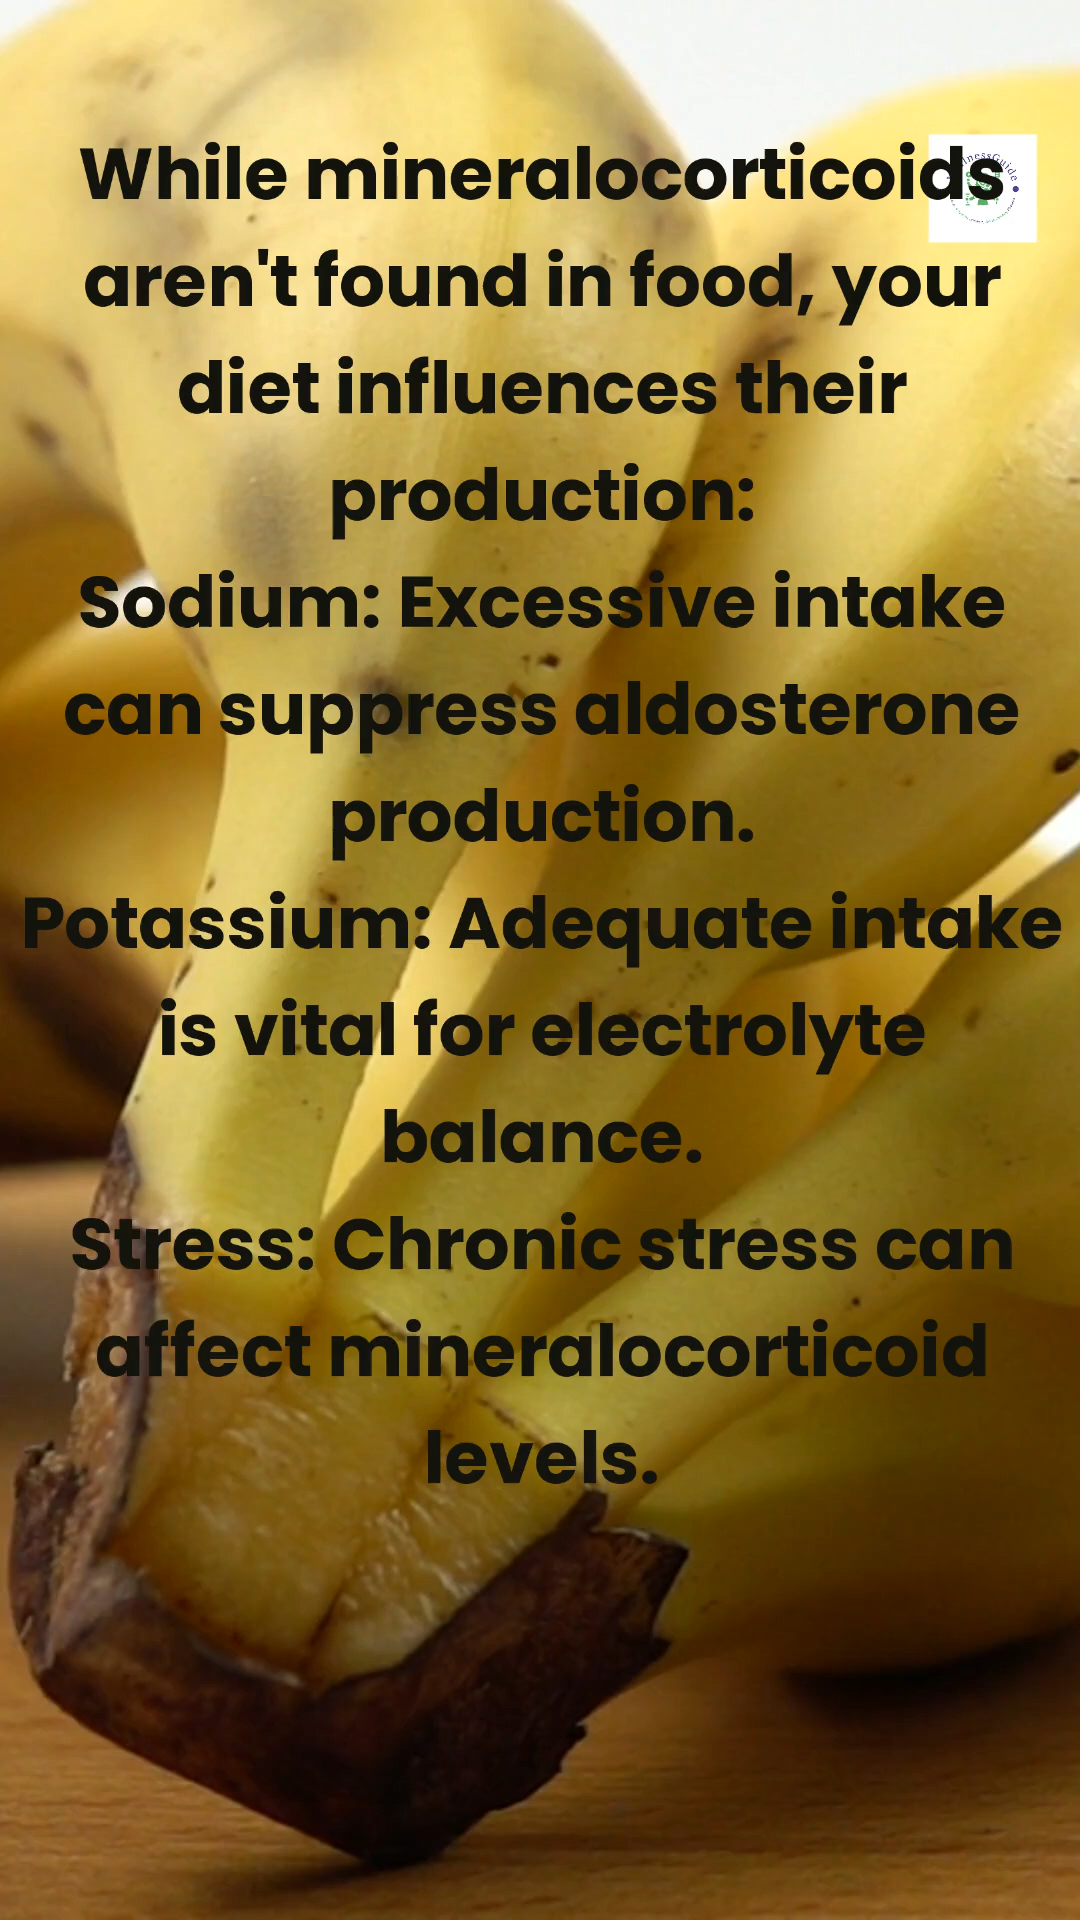 While mineralocorticoids
aren't found in food, your
diet influences their
production:
Sodium: Excessive intake
can suppress aldosterone
production.
Potassium: Adequate intake
is vital for electrolyte
balance.
Stress: Chronic stress can
affect mineralocorticoid
levels.